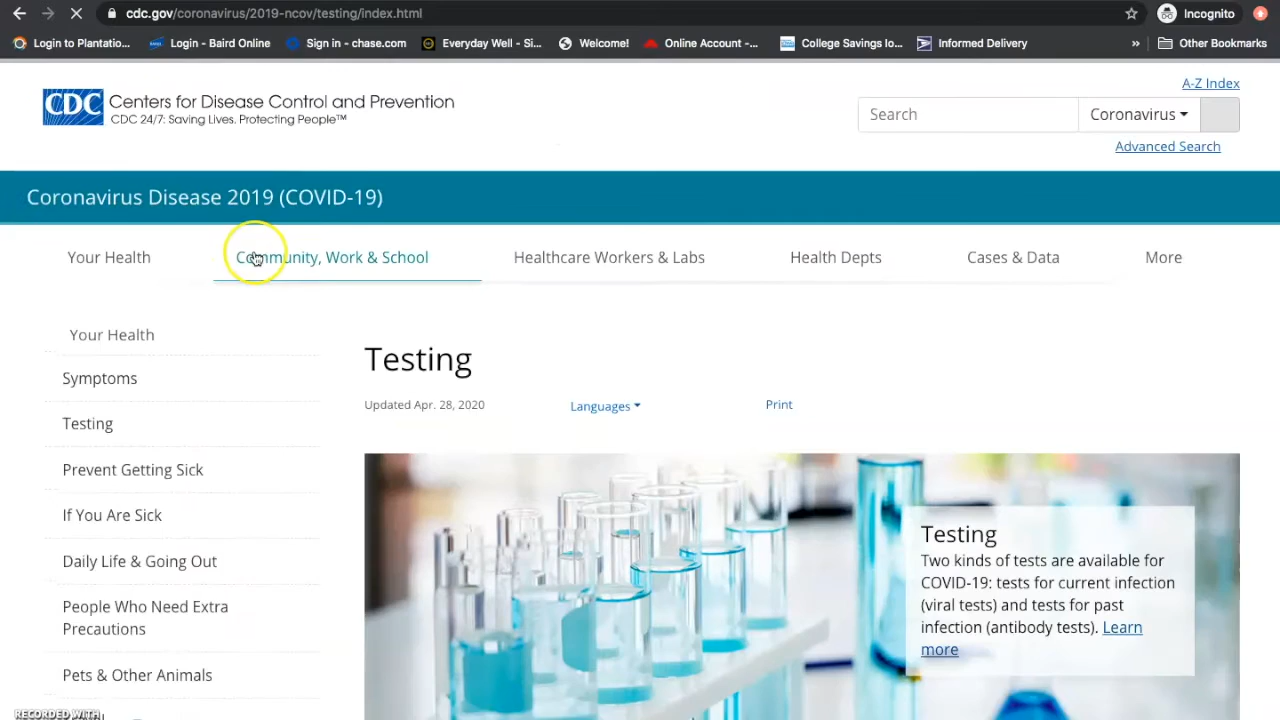 cdc.gov/coronavirus/2019-ncov/testing/index.html
Incognito
Login to Plantatio...
Login - Baird Online
Sign in - chase.com
Everyday Well - Si...
Welcome!
Online Account -...
College Savings Io...
Informed Delivery
»
Other Bookmarks
A-Z Index
CDC
Centers for Disease Control and Prevention
CDC 24/7: Saving Lives. Protecting People™
Search
Coronavirus
Advanced Search
Coronavirus Disease 2019 (COVID-19)
Your Health
Community, Work & School
Healthcare Workers & Labs
Health Depts
Cases & Data
More
Your Health
Symptoms
Testing
Prevent Getting Sick
If You Are Sick
Daily Life & Going Out
People Who Need Extra
Precautions
Pets & Other Animals
Testing
Updated Apr. 28, 2020
Languages
Print
Testing
Two kinds of tests are available for
COVID-19: tests for current infection
(viral tests) and tests for past
infection (antibody tests). Learn
more
RECORDED WITH